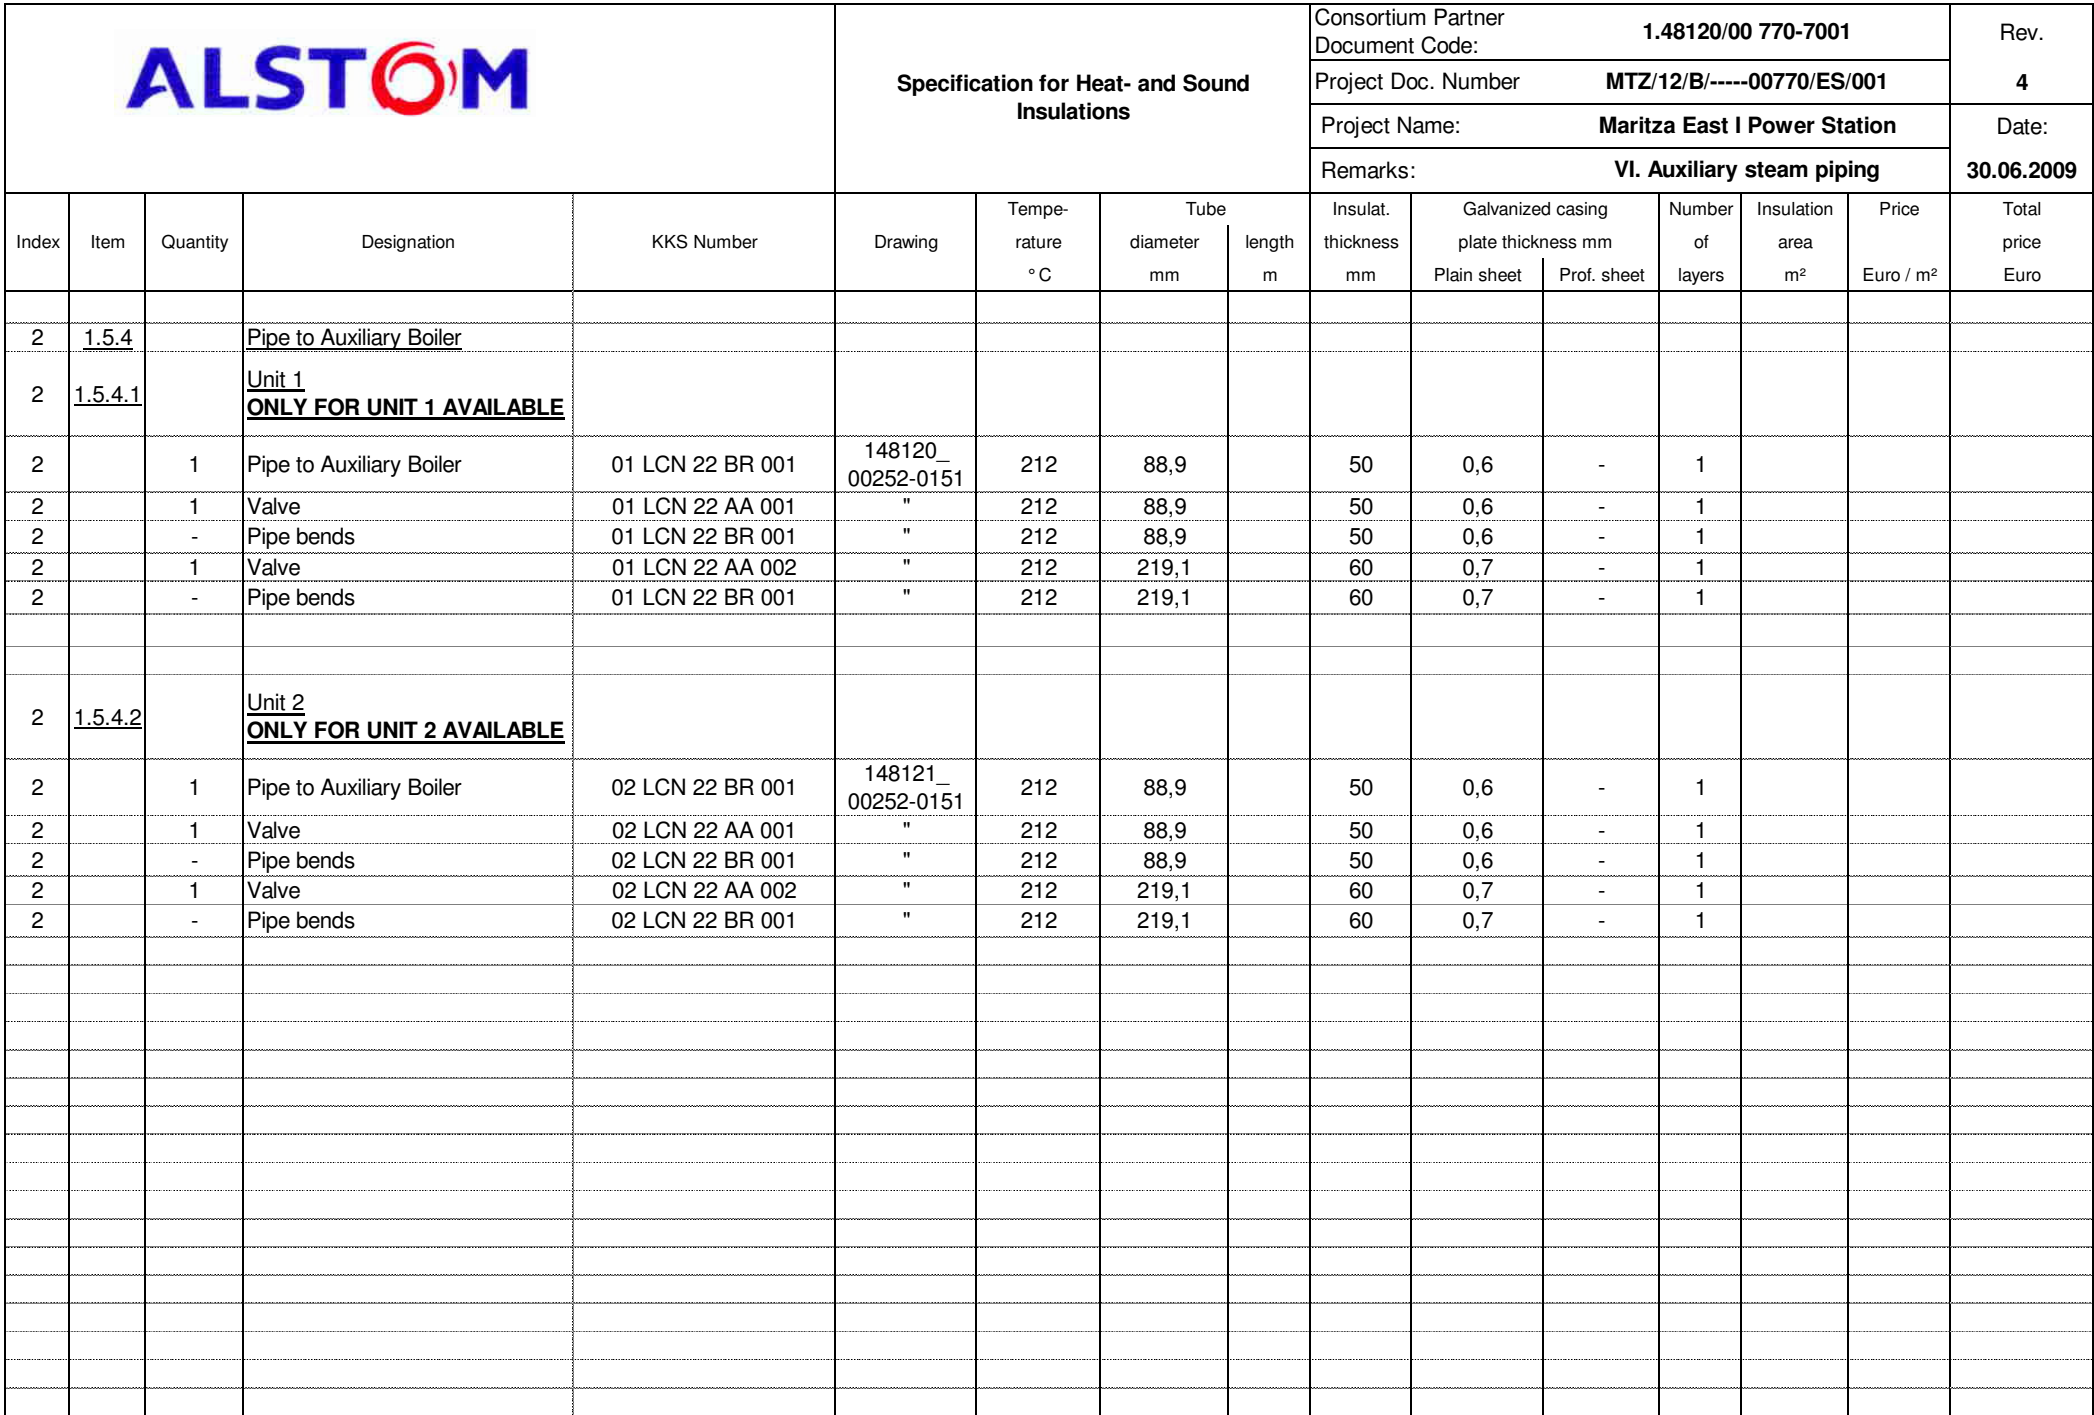 ALSTOM
Specification for Heat- and Sound
Insulations
Consortium Partner
Document Code:
1.48120/00 770-7001
Rev.
Project Doc. Number MTZ/12/B/-----00770/ES/001 4
Project Name: Maritza East I Power Station Date:
Remarks: VI. Auxiliary steam piping 30.06.2009
Tempe- Tube Insulat. Galvanized casing Number Insulation Price Total
Index Item Quantity Designation KKS Number Drawing rature diameter length thickness plate thickness mm of area price
°C mm m mm Plain sheet Prof. sheet layers m² Euro / m² Euro
2 1.5.4 Pipe to Auxiliary Boiler
2 1.5.4.1 Unit 1
ONLY FOR UNIT 1 AVAILABLE
2 1 Pipe to Auxiliary Boiler 01 LCN 22 BR 001 148120_
00252-0151 212 88,9 50 0,6 - 1
2 1 Valve 01 LCN 22 AA 001 " 212 88,9 50 0,6 - 1
2 - Pipe bends 01 LCN 22 BR 001 " 212 88,9 50 0,6 - 1
2 1 Valve 01 LCN 22 AA 002 " 212 219,1 60 0,7 - 1
2 - Pipe bends 01 LCN 22 BR 001 " 212 219,1 60 0,7 - 1
2 1.5.4.2 Unit 2
ONLY FOR UNIT 2 AVAILABLE
2 1 Pipe to Auxiliary Boiler 02 LCN 22 BR 001 148121_
00252-0151 212 88,9 50 0,6 - 1
2 1 Valve 02 LCN 22 AA 001 " 212 88,9 50 0,6 - 1
2 - Pipe bends 02 LCN 22 BR 001 " 212 88,9 50 0,6 - 1
2 1 Valve 02 LCN 22 AA 002 " 212 219,1 60 0,7 - 1
2 - Pipe bends 02 LCN 22 BR 001 " 212 219,1 60 0,7 - 1